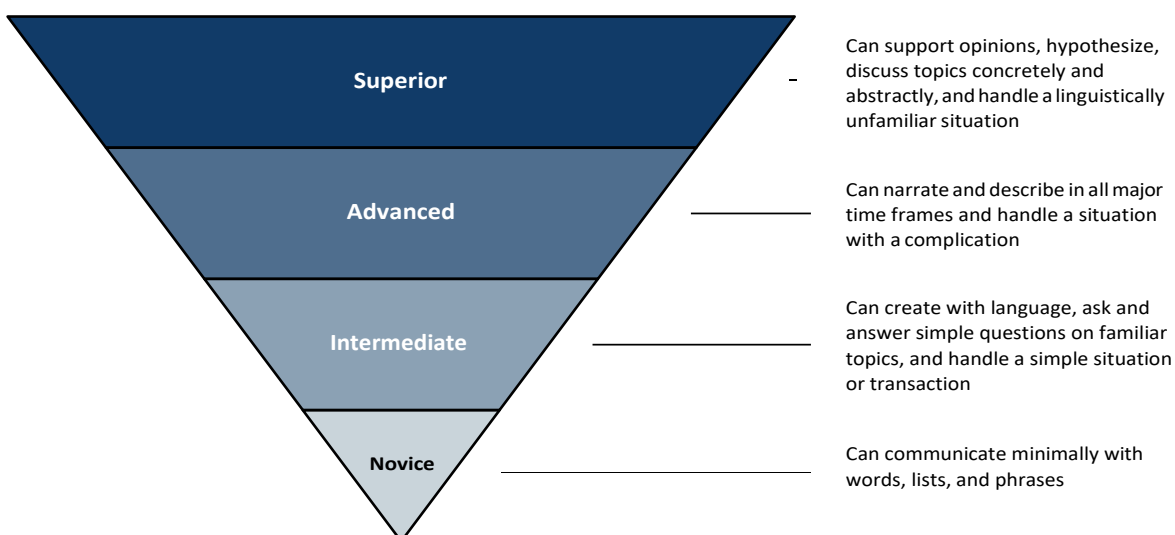 Superior
Can support opinions, hypothesize,
discuss topics concretely and
abstractly, and handle a linguistically
unfamiliar situation
Advanced
Can narrate and describe in all major
time frames and handle a situation
with a complication
Intermediate
Can create with language, ask and
answer simple questions on familiar
topics, and handle a simple situation
or transaction
Novice
Can communicate minimally with
words, lists, and phrases